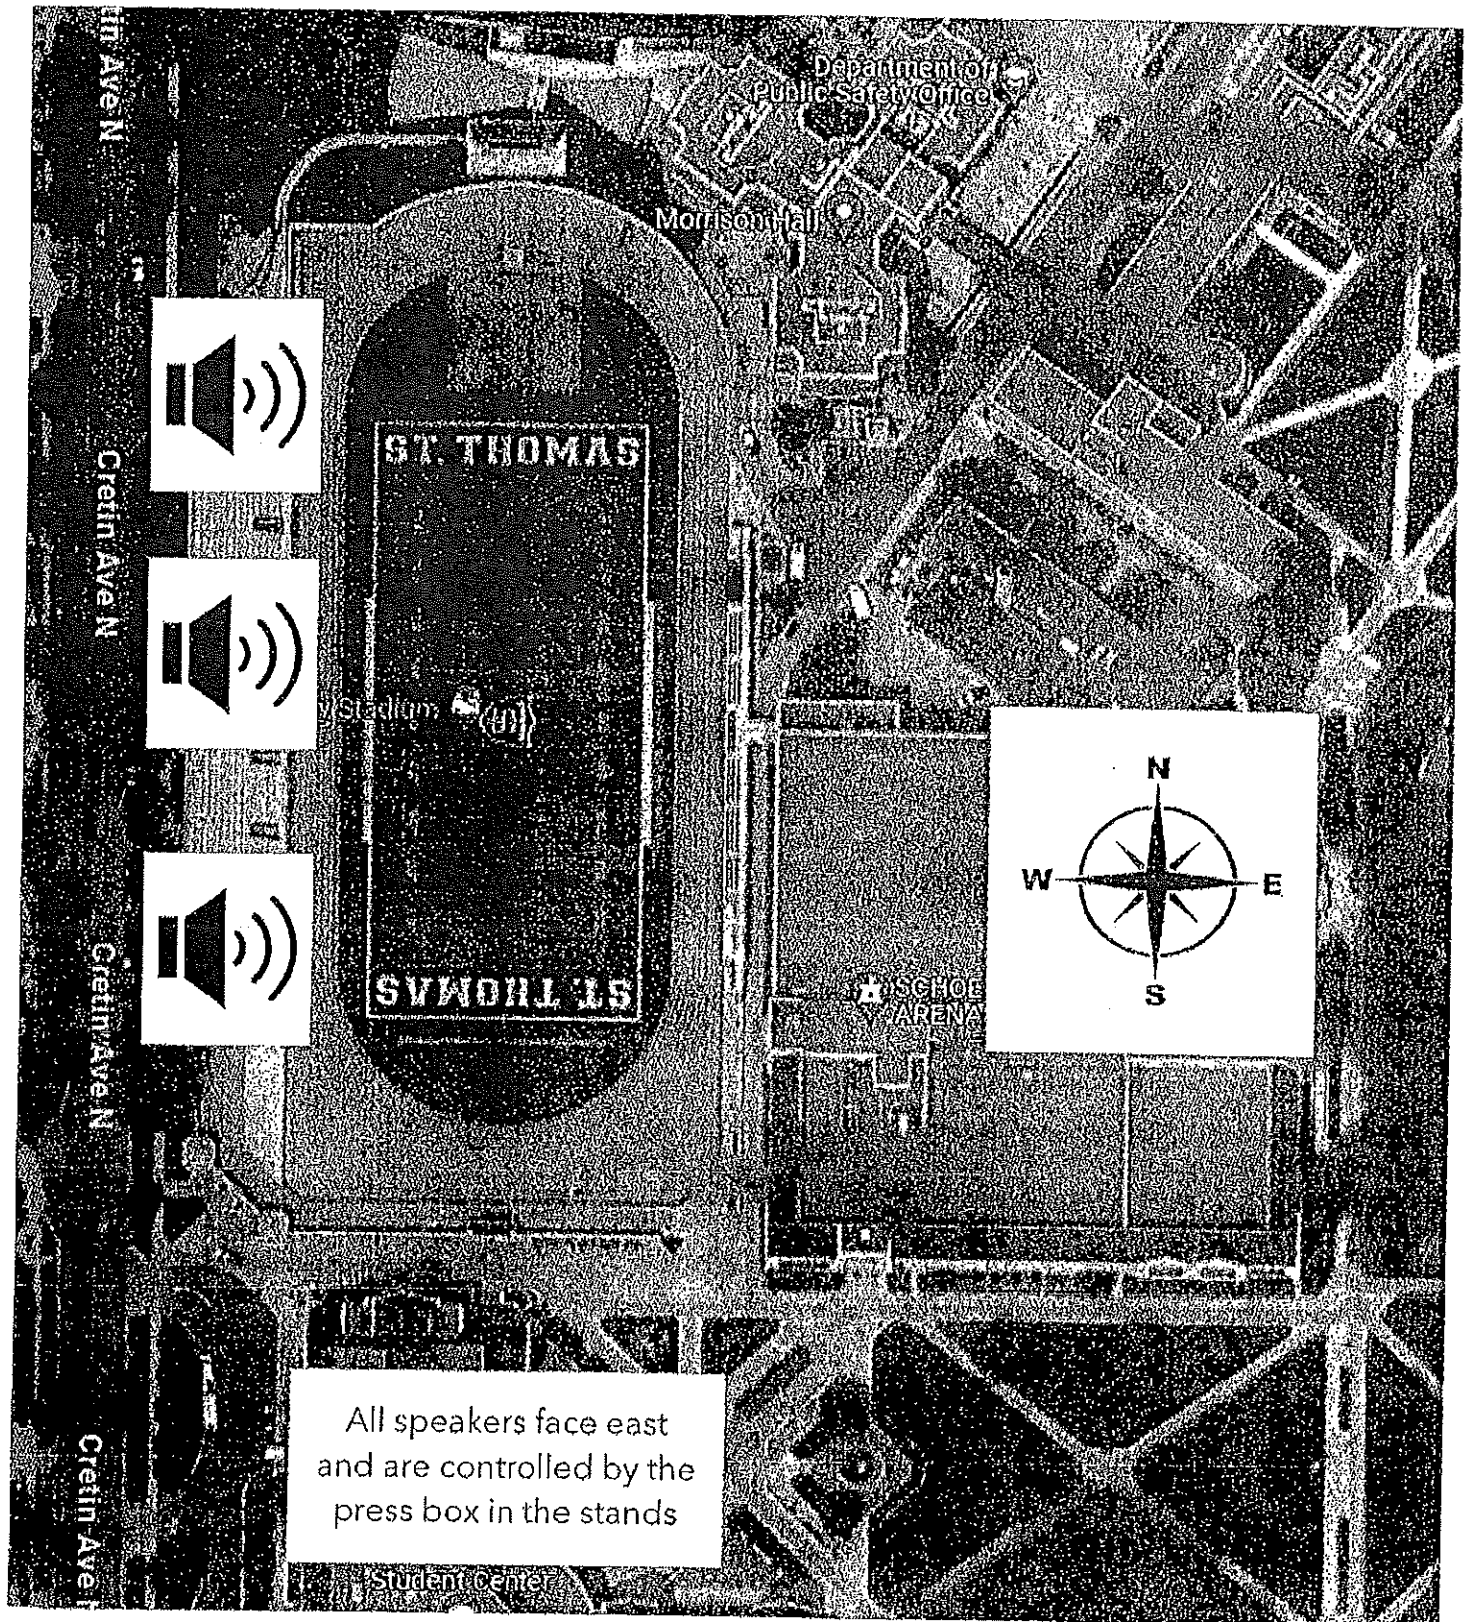 Ave N
Department of
Public Safety Office
Morrison Hall
ST. THOMAS
Cretin Ave N
Stadium
N
W
E
S
SCHOE
ARENA
ST. THOMAS
Cretin Ave N
All speakers face east
and are controlled by the
press box in the stands
Cretin Ave
Student Center